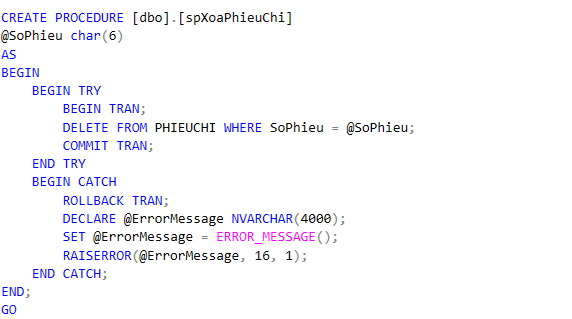 CREATE PROCEDURE [dbo].[spXoaPhieuChi]
@SoPhieu char(6)
AS
BEGIN
    BEGIN TRY
        BEGIN TRAN;
        DELETE FROM PHIEUCHI WHERE SoPhieu = @SoPhieu;
        COMMIT TRAN;
    END TRY
    BEGIN CATCH
        ROLLBACK TRAN;
        DECLARE @ErrorMessage NVARCHAR(4000);
        SET @ErrorMessage = ERROR_MESSAGE();
        RAISERROR(@ErrorMessage, 16, 1);
    END CATCH;
END;
GO